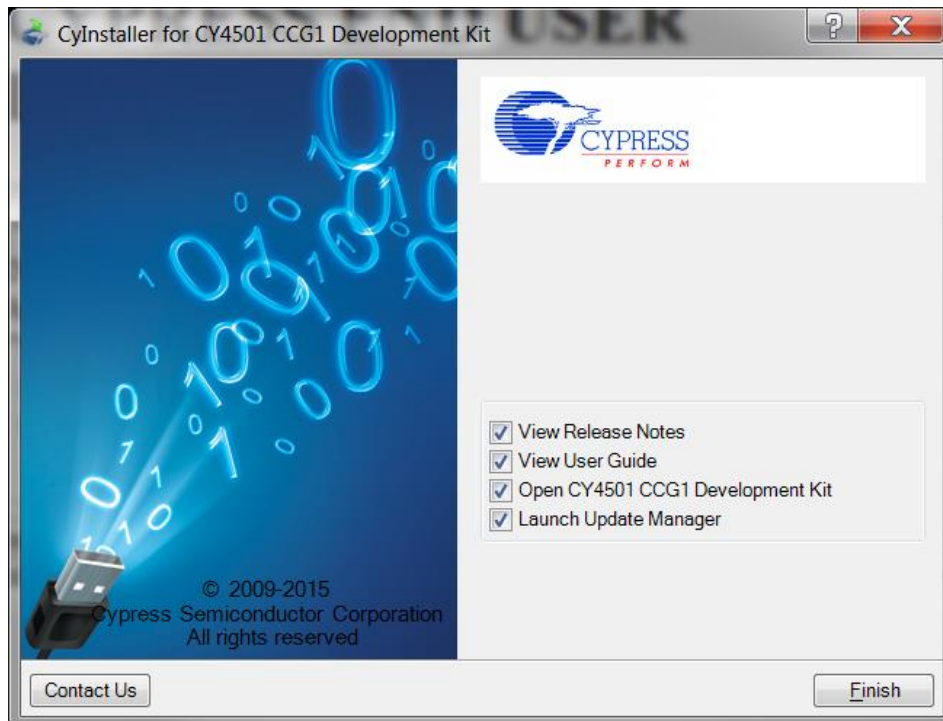 CyInstaller for CY4501 CCG1 Development Kit
USER
?
X
CYPRESS
PERFORM
View Release Notes
View User Guide
Open CY4501 CCG1 Development Kit
Launch Update Manager
© 2009-2015
Cypress Semiconductor Corporation
All rights reserved
Contact Us
Finish